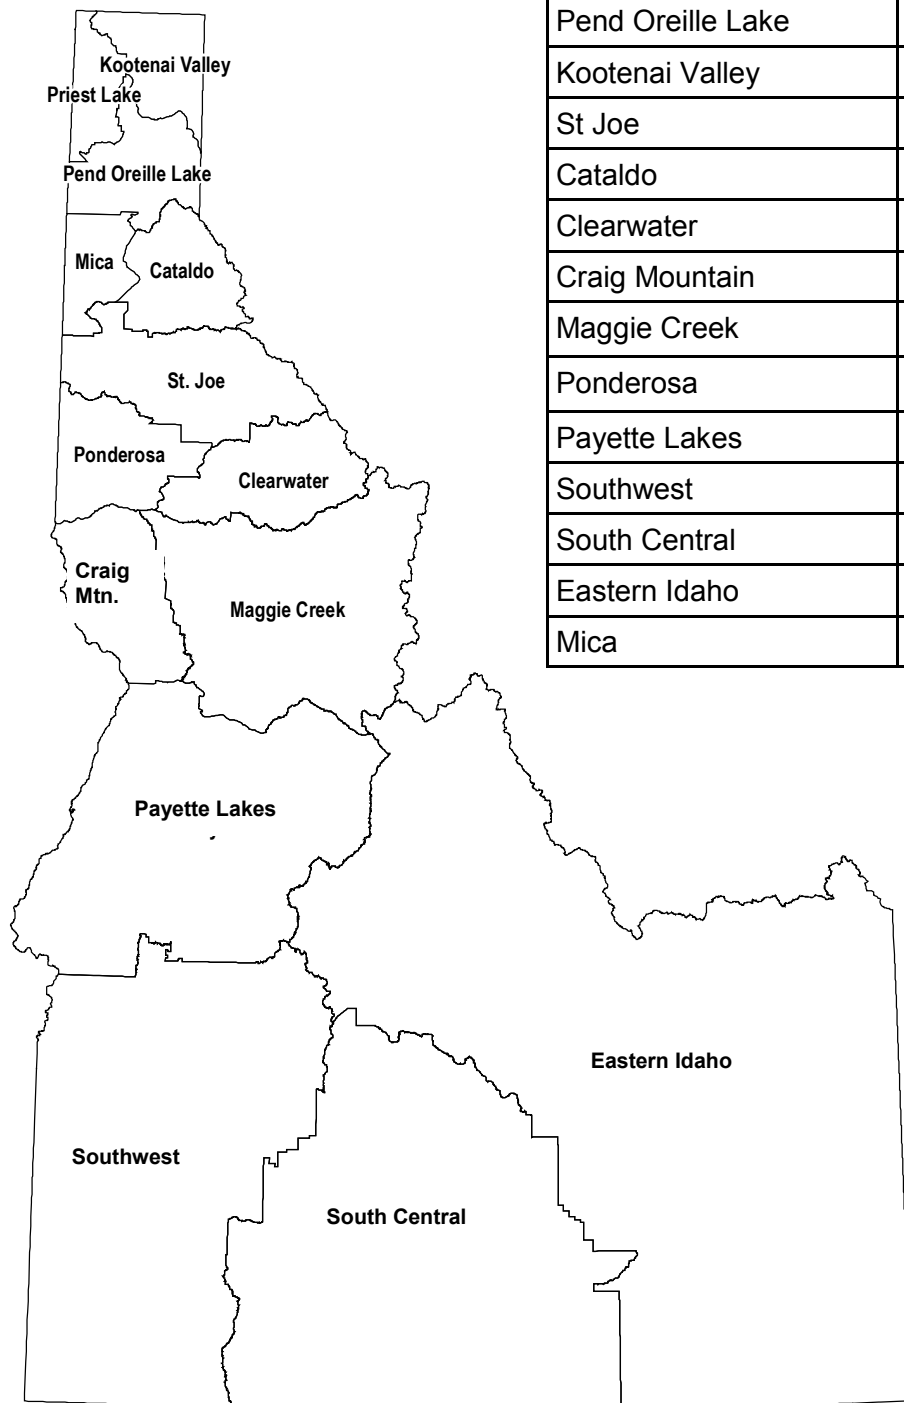 Kootenai Valley
Priest Lake
Pend Oreille Lake
Mica
Cataldo
St. Joe
Ponderosa
Clearwater
Craig
Mtn.
Maggie Creek
Payette Lakes
Eastern Idaho
Southwest
South Central
Pend Oreille Lake
Kootenai Valley
St Joe
Cataldo
Clearwater
Craig Mountain
Maggie Creek
Ponderosa
Payette Lakes
Southwest
South Central
Eastern Idaho
Mica